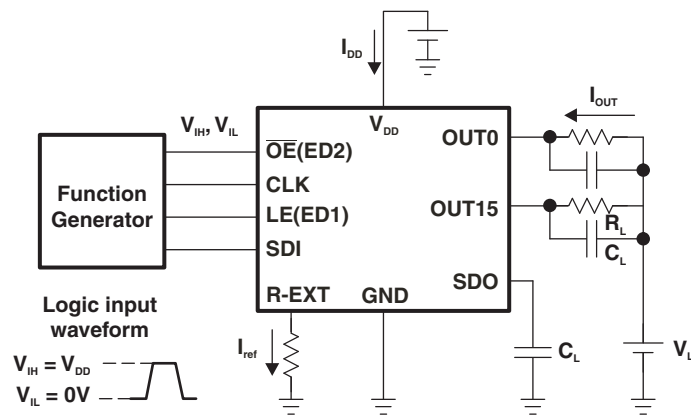 I_DD
I_OUT
V_IH, V_IL
V_DD
OE(ED2)
OUT0
Function
Generator
CLK
LE(ED1)
OUT15
R_L
SDI
C_L
SDO
R-EXT
GND
Logic input
waveform
I_ref
C_L
V_L
V_IH = V_DD
V_IL = 0V